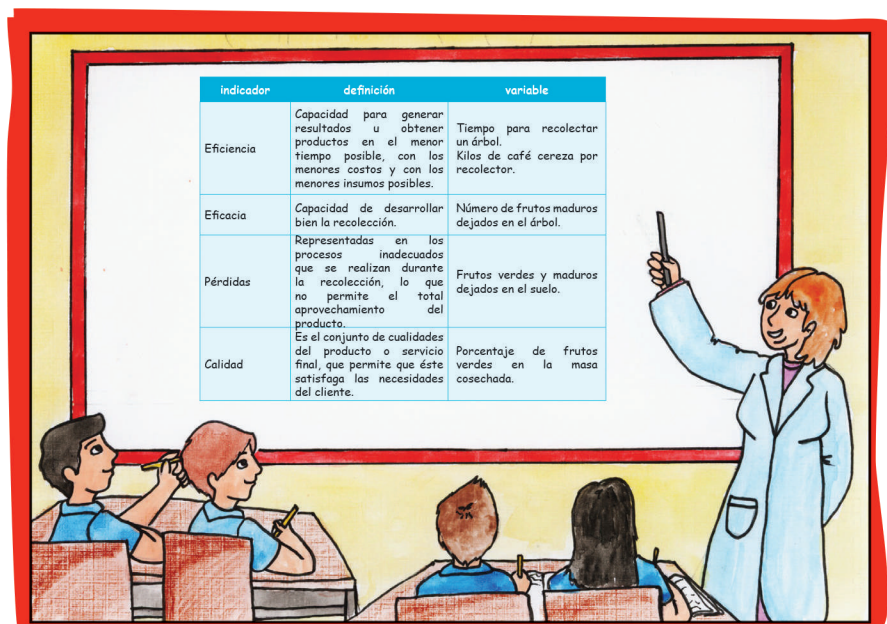 indicador definición variable
Eficiencia
Capacidad para generar
resultados u obtener
productos en el menor
tiempo posible, con los
menores costos y con los
menores insumos posibles.
Tiempo para recolectar
un árbol.
Kilos de café cereza por
recolector.
Eficacia
Capacidad de desarrollar
bien la recolección.
Número de frutos maduros
dejados en el árbol.
Pérdidas
Representadas en los
procesos inadecuados
que se realizan durante
la recolección, lo que
no permite el total
aprovechamiento del
producto.
Frutos verdes y maduros
dejados en el suelo.
Calidad
Es el conjunto de cualidades
del producto o servicio
final, que permite que éste
satisfaga las necesidades
del cliente.
Porcentaje de frutos
verdes en la masa
cosechada.